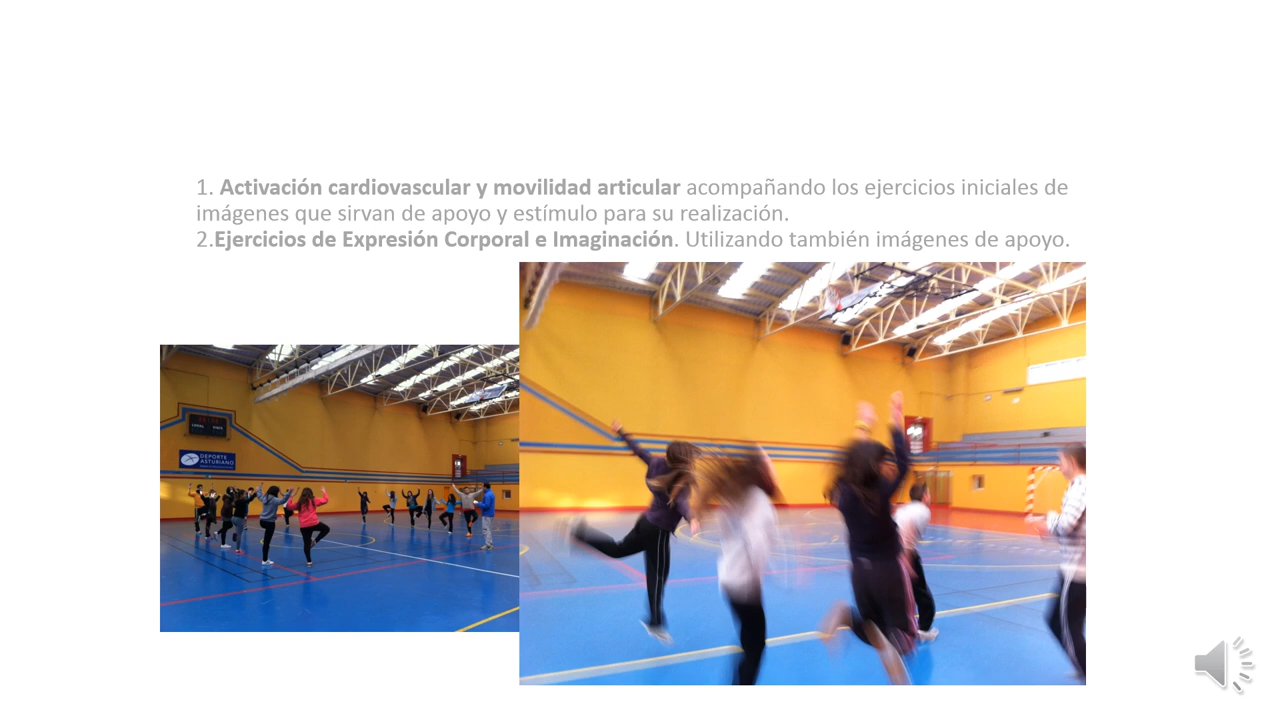 1. Activación cardiovascular y movilidad articular acompañando los ejercicios iniciales de
imágenes que sirvan de apoyo y estímulo para su realización.
2.Ejercicios de Expresión Corporal e Imaginación. Utilizando también imágenes de apoyo.
DEPORTE
ASTURIANO